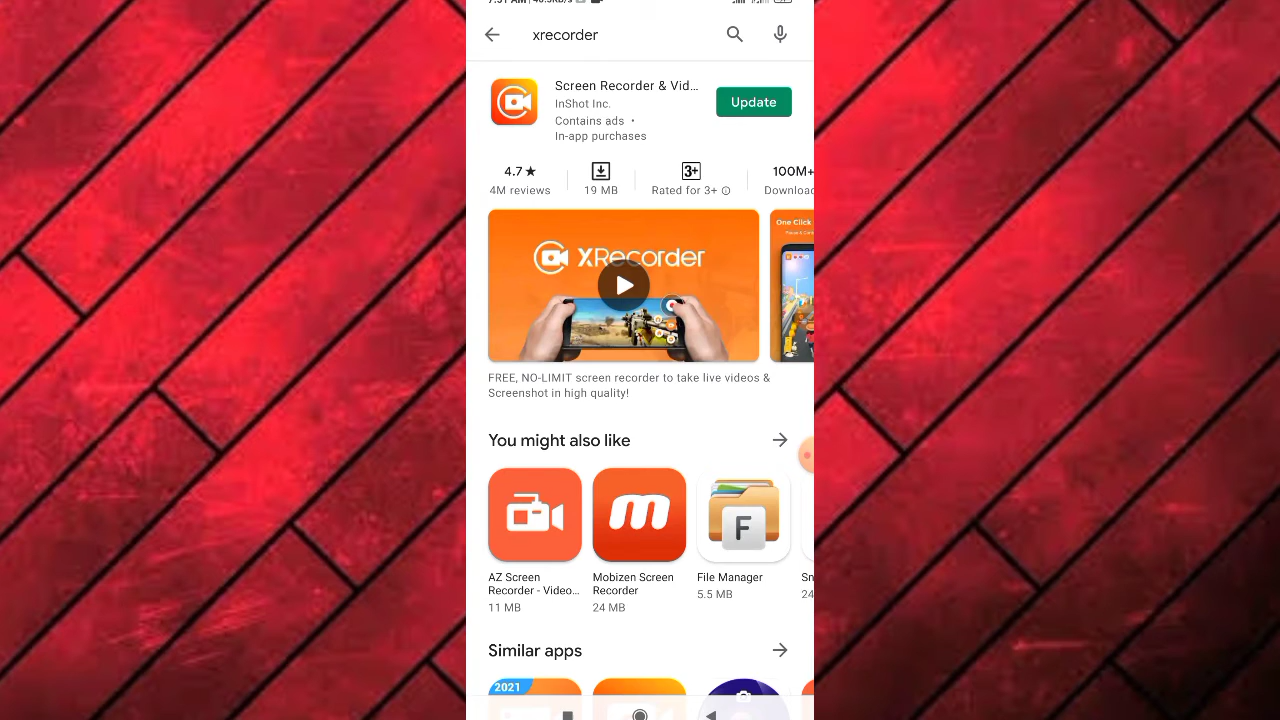 xrecorder
Screen Recorder & Vid...
InShot Inc.
Update
Contains ads •
In-app purchases
4.7★
3+
100M+
4M reviews
19 MB
Rated for 3+
XRecorder
One Click
FREE, NO-LIMIT screen recorder to take live videos &
Screenshot in high quality!
You might also like
F
AZ Screen
Recorder - Video...
11 MB
Mobizen Screen
Recorder
24 MB
File Manager
5.5 MB
Sn
24
Similar apps
2021